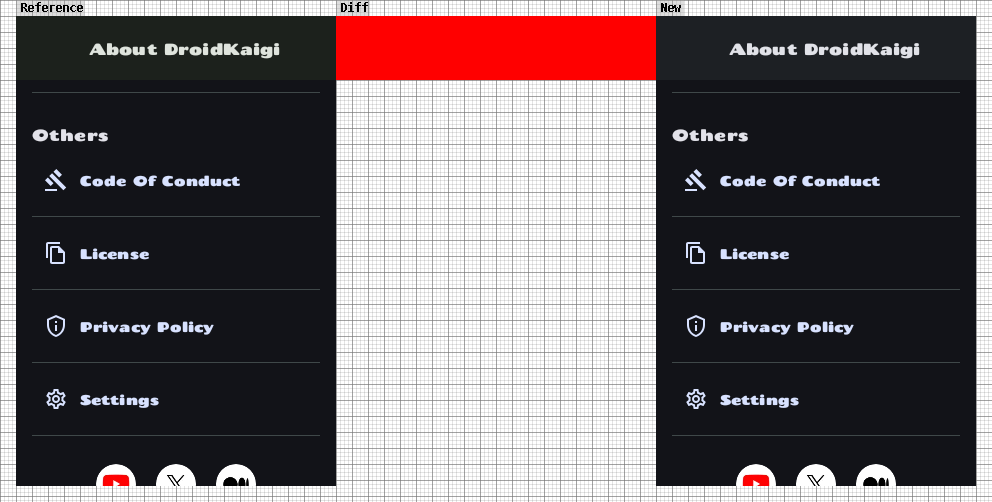 Reference
Diff
New
About DroidKaigi
About DroidKaigi
Others
Others
Code Of Conduct
Code Of Conduct
License
License
Privacy Policy
Privacy Policy
Settings
Settings